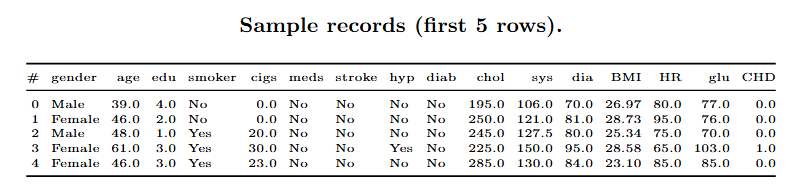 Sample records (first 5 rows).
# gender age edu smoker cigs meds stroke hyp diab chol sys dia BMI HR glu CHD
0 Male 39.0 4.0 No 0.0 No No No No 195.0 106.0 70.0 26.97 80.0 77.0 0.0
1 Female 46.0 2.0 No 0.0 No No No No 250.0 121.0 81.0 28.73 95.0 76.0 0.0
2 Male 48.0 1.0 Yes 20.0 No No No No 245.0 127.5 80.0 25.34 75.0 70.0 0.0
3 Female 61.0 3.0 Yes 30.0 No No Yes No 225.0 150.0 95.0 28.58 65.0 103.0 1.0
4 Female 46.0 3.0 Yes 23.0 No No No No 285.0 130.0 84.0 23.10 85.0 85.0 0.0